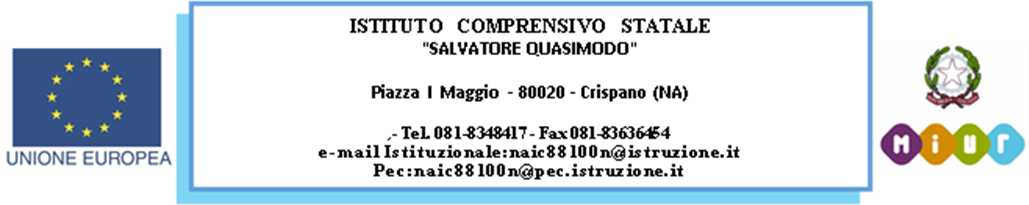 ISTITUTO COMPRENSIVO STATALE
"SALVATORE QUASIMODO"
Piazza I Maggio - 80020 - Crispano (NA)
,- Tel. 081-8348417 - Fax 081-83636454
e-mail Istituzionale:naic88100n@istruzione.it
Pec:naic88100n@pec.istruzione.it
UNIONE EUROPEA
MiUr